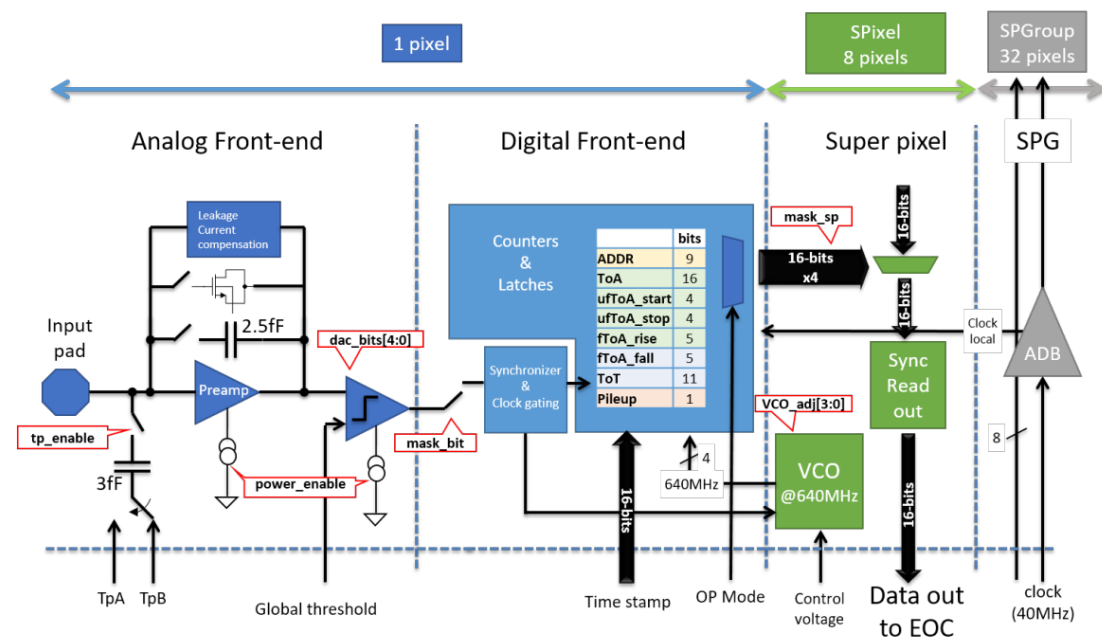 1 pixel
SPixel
8 pixels
SPGroup
32 pixels
Analog Front-end
Digital Front-end
Super pixel
SPG
Leakage
Current
compensation
2.5fF
Input
pad
Preamp
dac_bits[4:0]
tp_enable
3fF
power_enable
mask_bit
TpA
TpB
Global threshold
Counters
&
Latches
bits
ADDR 9
ToA 16
ufToA_start 4
ufToA_stop 4
fToA_rise 5
fToA_fall 5
ToT 11
Pileup 1
Synchronizer
&
Clock gating
4
640MHz
16-bits
Time stamp
OP Mode
mask_sp
16-bits
x4
16-bits
16-bits
Clock
local
ADB
Sync
Read
out
VCO_adj[3:0]
VCO
@640MHz
16-bits
8
Control
voltage
Data out
to EOC
clock
(40MHz)